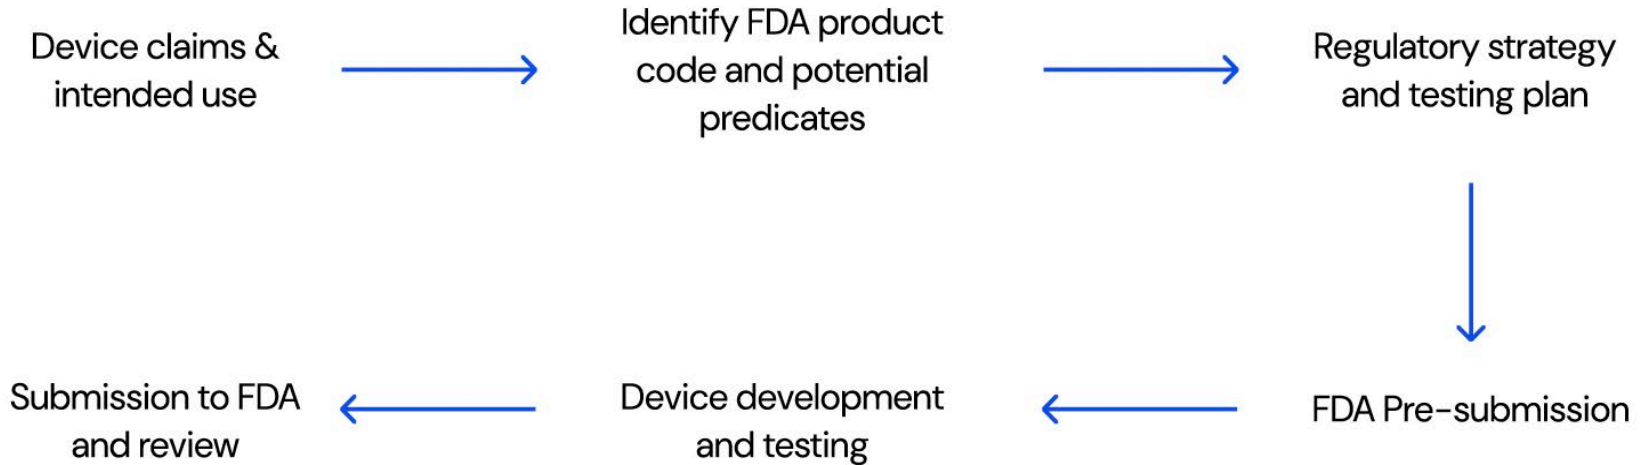 Device claims &
intended use
Identify FDA product
code and potential
predicates
Regulatory strategy
and testing plan
FDA Pre-submission
Device development
and testing
Submission to FDA
and review